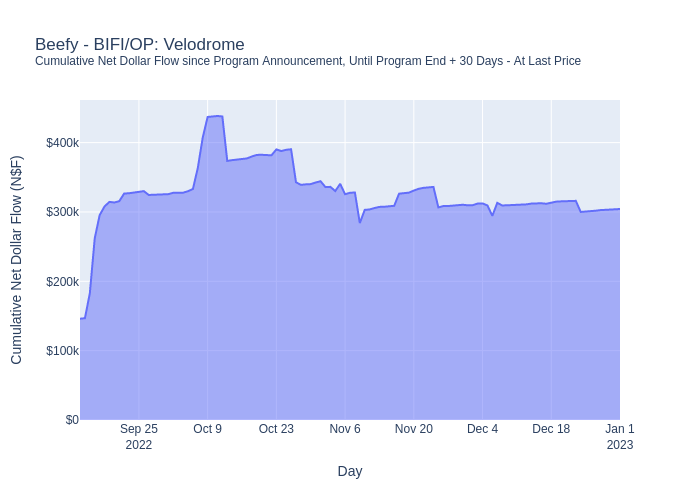 Beefy - BIFI/OP: Velodrome
Cumulative Net Dollar Flow since Program Announcement, Until Program End + 30 Days - At Last Price
Cumulative Net Dollar Flow (N$F)
$400k
$300k
$200k
$100k
$0
Sep 25
2022
Oct 9
Oct 23
Nov 6
Nov 20
Dec 4
Dec 18
Jan 1
2023
Day